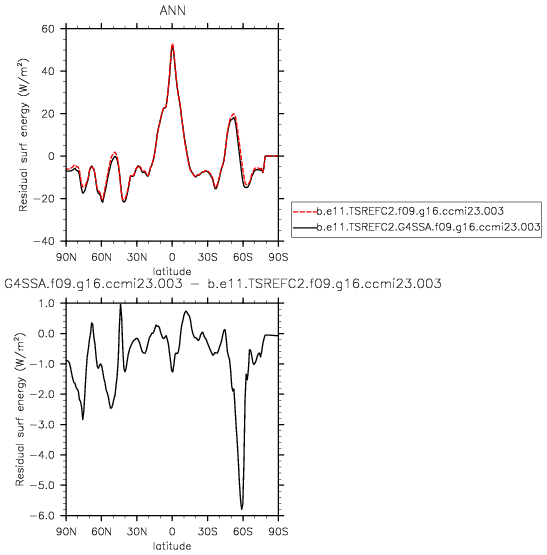 ANN
60
40
20
0
−20
−40
Residual surf energy (W/m²)
90N 60N 30N 0 30S 60S 90S
latitude
b.e11.TSREFC2.f09.g16.ccmi23.003
b.e11.TSREFC2.G4SSA.f09.g16.ccmi23.003
G4SSA.f09.g16.ccmi23.003 − b.e11.TSREFC2.f09.g16.ccmi23.003
1.0
0.0
−1.0
−2.0
−3.0
−4.0
−5.0
−6.0
Residual surf energy (W/m²)
90N 60N 30N 0 30S 60S 90S
latitude